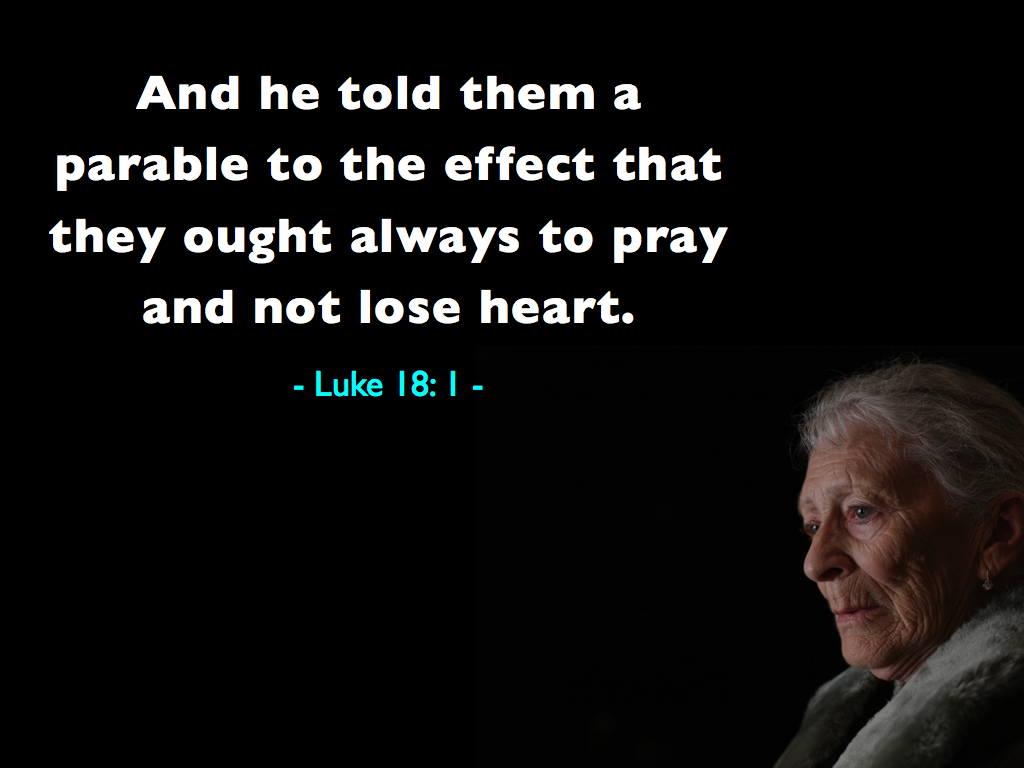 And he told them a
parable to the effect that
they ought always to pray
and not lose heart.
- Luke 18: 1 -